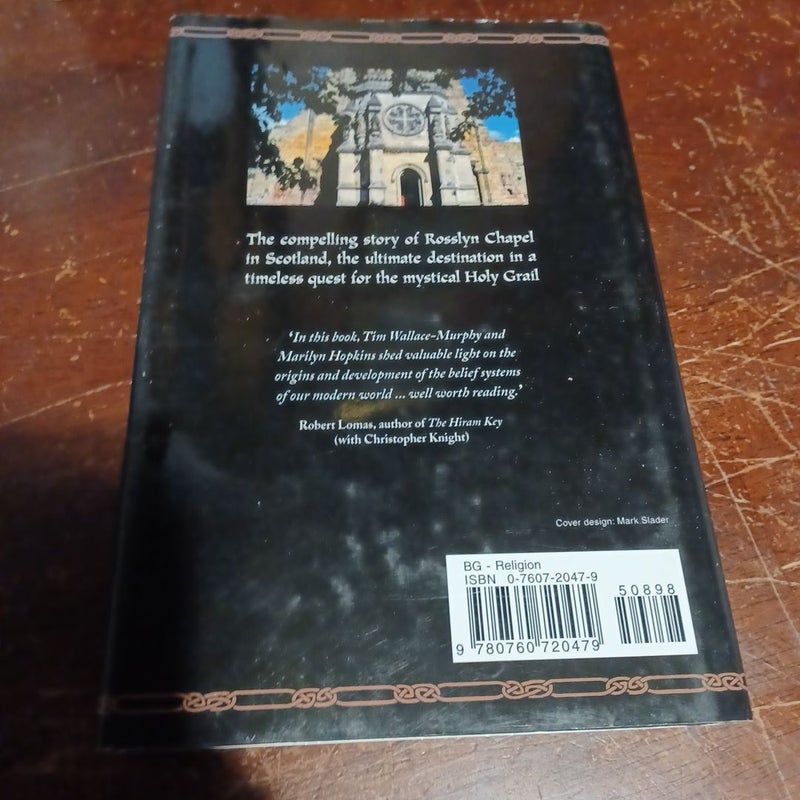 The compelling story of Rosslyn Chapel
in Scotland, the ultimate destination in a
timeless quest for the mystical Holy Grail
‘In this book, Tim Wallace-Murphy and
Marilyn Hopkins shed valuable light on the
origins and development of the belief systems
of our modern world ... well worth reading.’
Robert Lomas, author of The Hiram Key
(with Christopher Knight)
Cover design: Mark Slader
BG - Religion
ISBN 0-7607-2047-9
50898
9 780760 720479